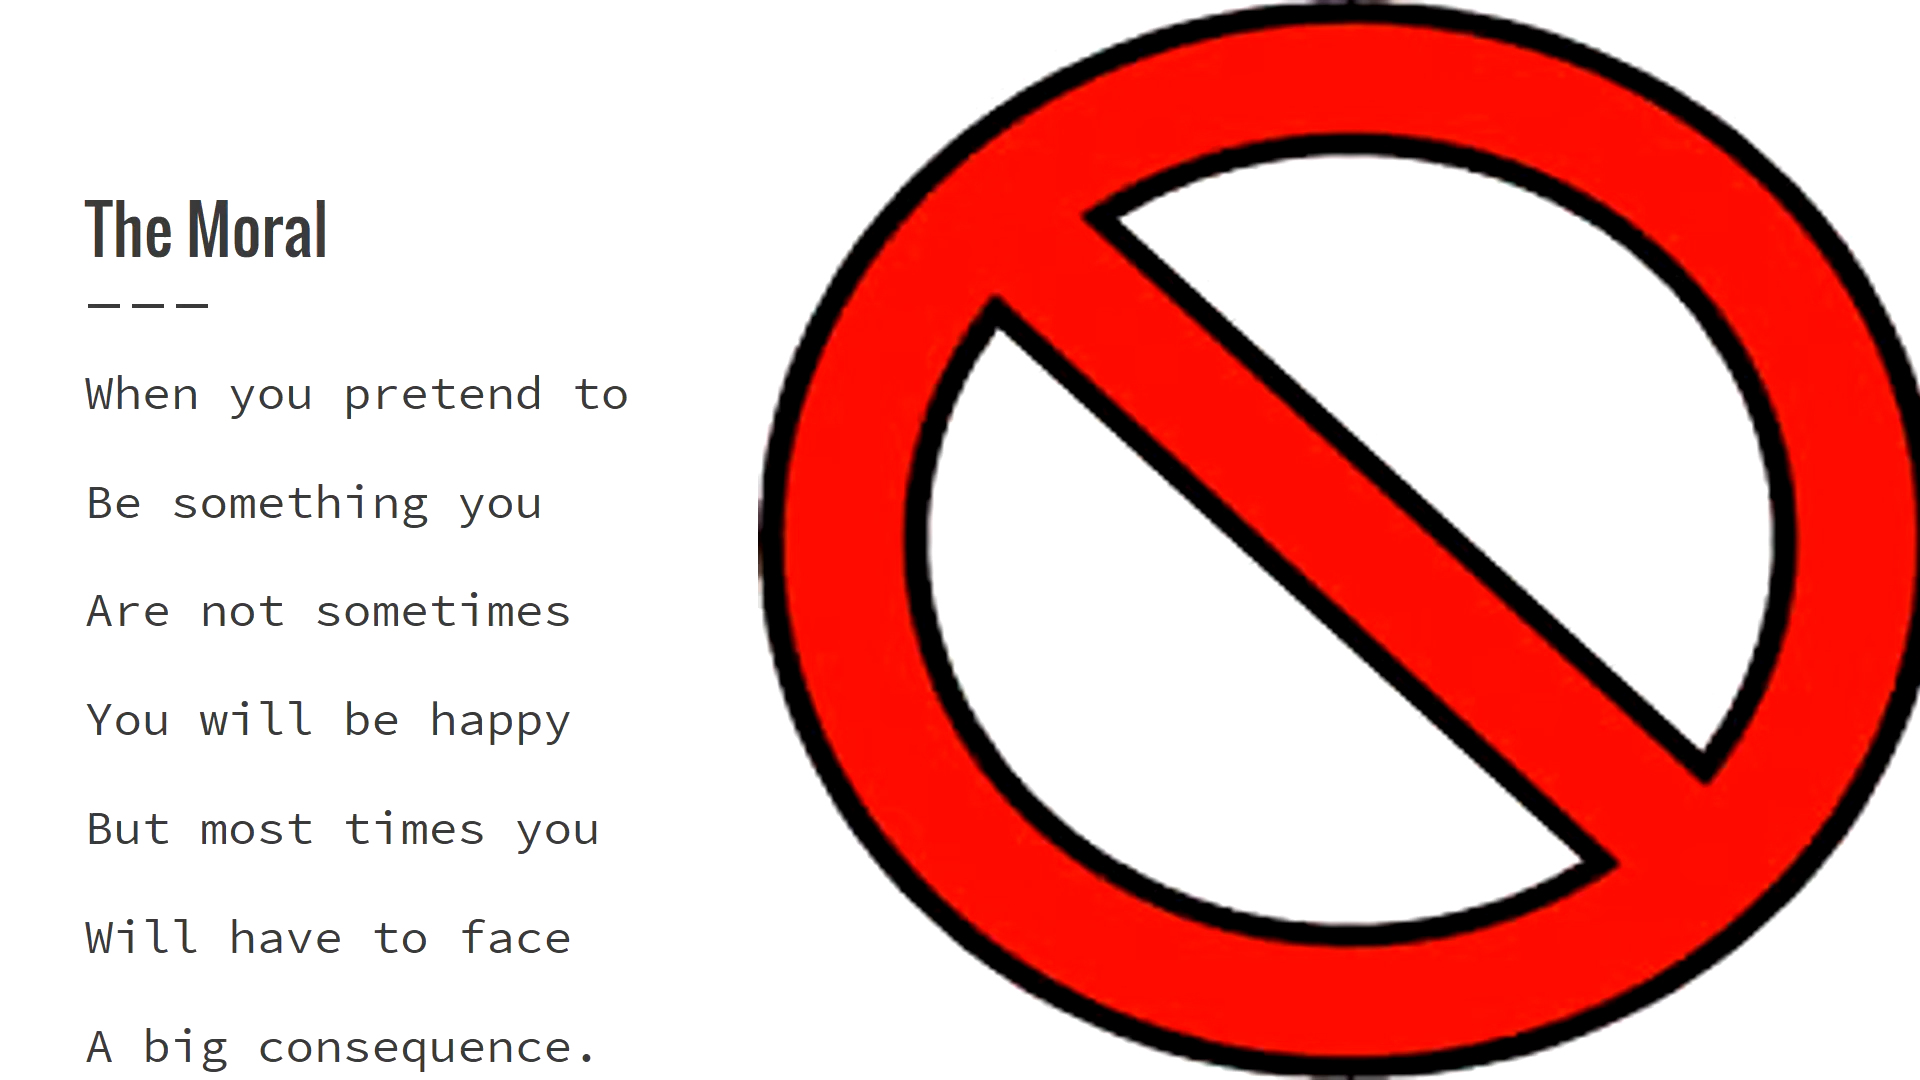 The Moral
When you pretend to
Be something you
Are not sometimes
You will be happy
But most times you
Will have to face
A big consequence.